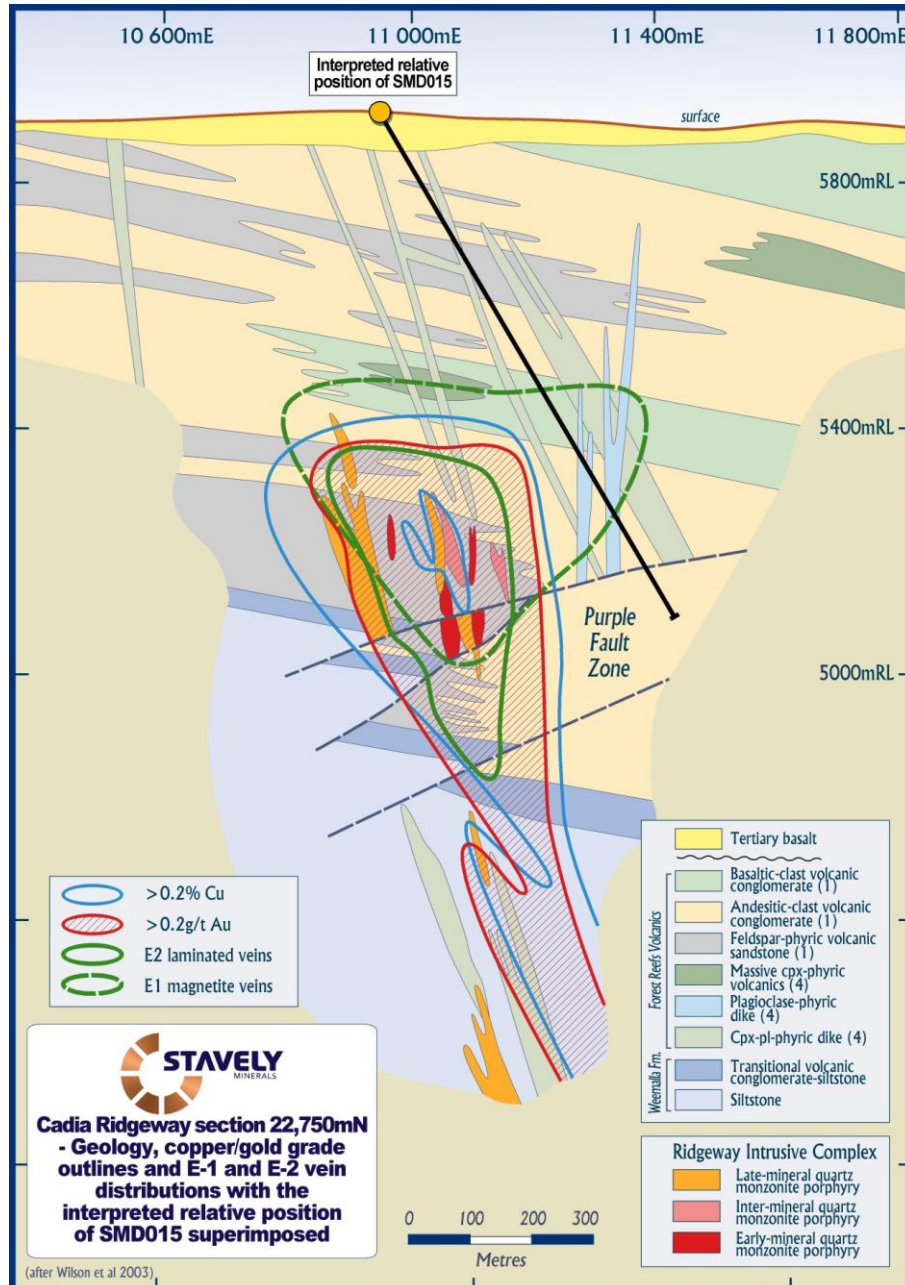 10 600mE
11 000mE
11 400mE
11 800mE
Interpreted relative
position of SMD015
surface
5800mRL
5400mRL
Purple
Fault
Zone
5000mRL
>0.2% Cu
>0.2g/t Au
E2 laminated veins
E1 magnetite veins
Tertiary basalt
Forest Reefs Volcanics
Basaltic-clast volcanic
conglomerate (1)
Andesitic-clast volcanic
conglomerate (1)
Feldspar-phyric volcanic
sandstone (1)
Massive cpx-phyric
volcanics (4)
Plagioclase-phyric
dike (4)
Cpx-pl-phyric dike (4)
Weemalla Fm.
Transitional volcanic
conglomerate-siltstone
Siltstone
STAVELY
MINERALS
Cadia Ridgeway section 22,750mN
- Geology, copper/gold grade
outlines and E-1 and E-2 vein
distributions with the
interpreted relative position
of SMD015 superimposed
0 100 200 300
Metres
Ridgeway Intrusive Complex
Late-mineral quartz
monzonite porphyry
Inter-mineral quartz
monzonite porphyry
Early-mineral quartz
monzonite porphyry
(after Wilson et al 2003)